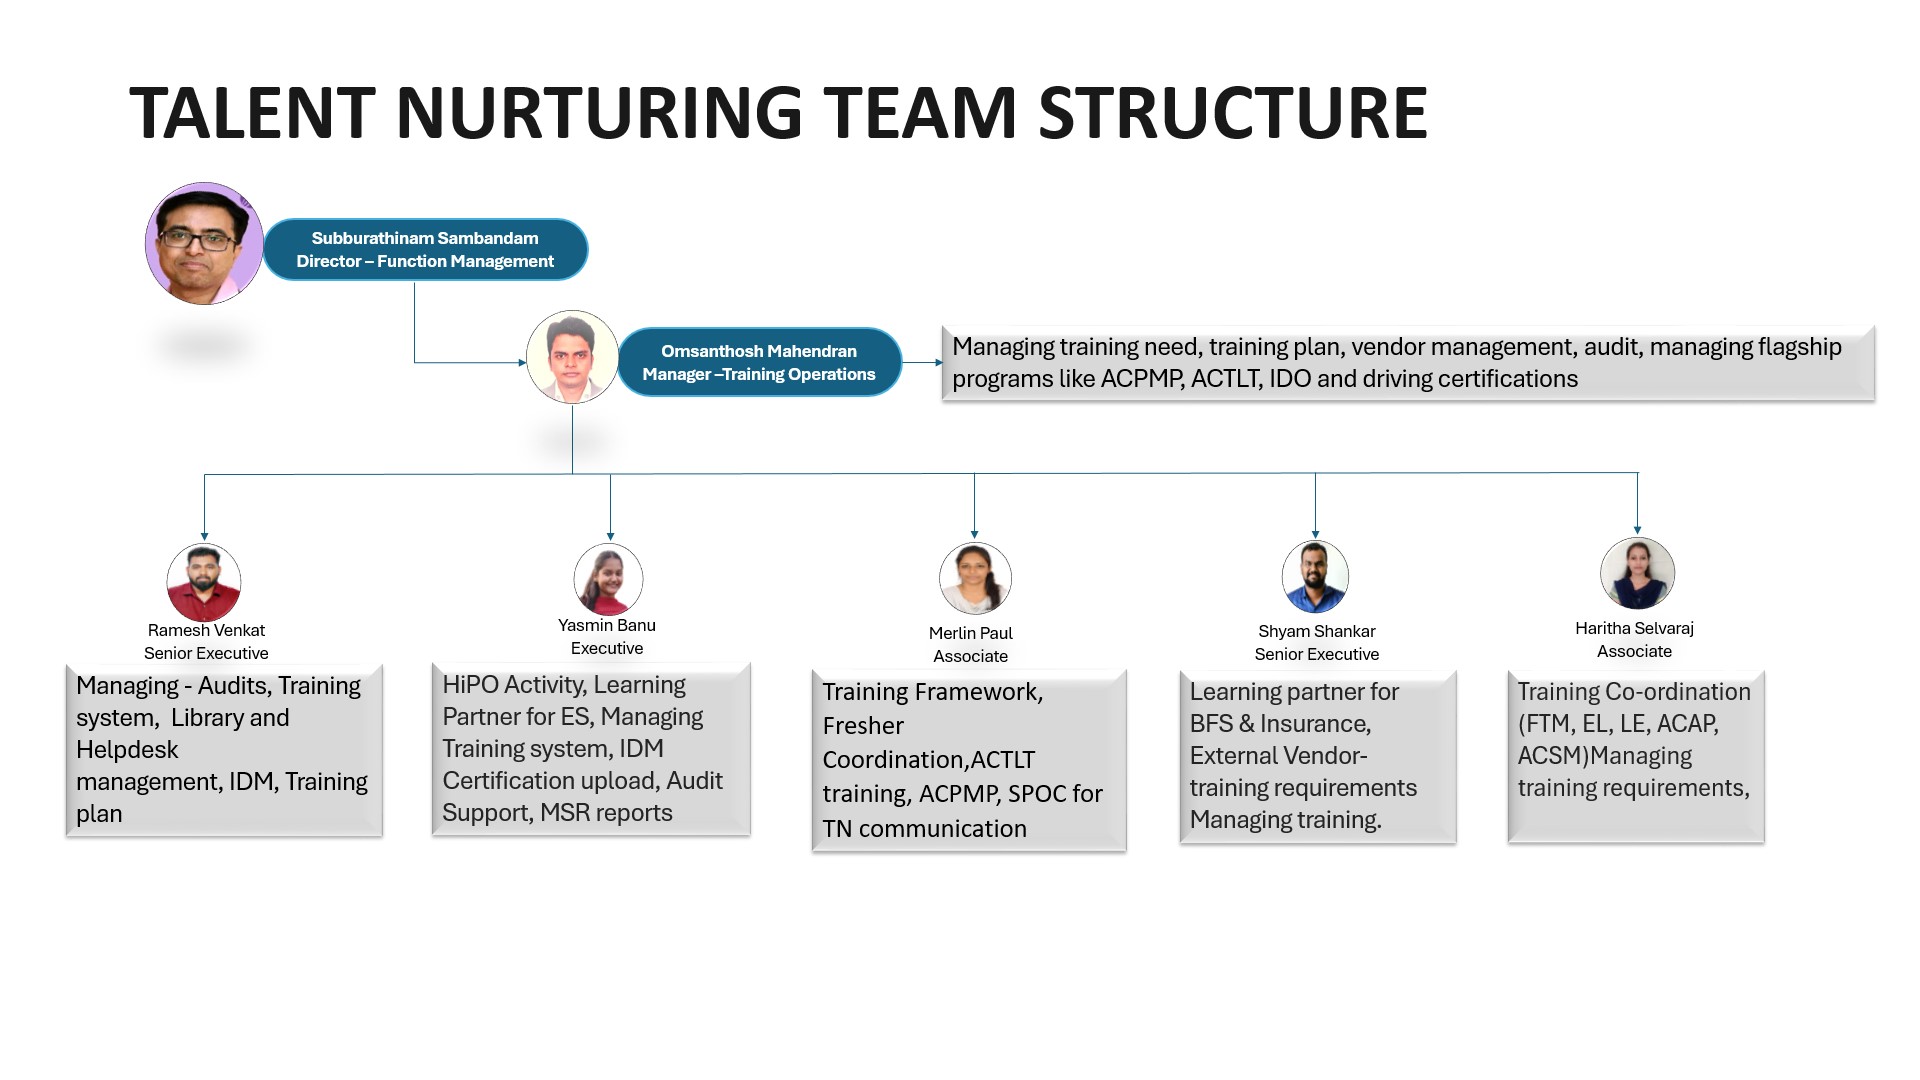 TALENT NURTURING TEAM STRUCTURE
Subburathinam Sambandam
Director – Function Management
Omsanthosh Mahendran
Manager –Training Operations
Managing training need, training plan, vendor management, audit, managing flagship
programs like ACPMP, ACTLT, IDO and driving certifications
Ramesh Venkat
Senior Executive
Managing - Audits, Training
system,  Library and
Helpdesk
management, IDM, Training
plan
Yasmin Banu
Executive
HiPO Activity, Learning
Partner for ES, Managing
Training system, IDM
Certification upload, Audit
Support, MSR reports
Merlin Paul
Associate
Training Framework,
Fresher
Coordination,ACTLT
training, ACPMP, SPOC for
TN communication
Shyam Shankar
Senior Executive
Learning partner for
BFS & Insurance,
External Vendor-
training requirements
Managing training.
Haritha Selvaraj
Associate
Training Co-ordination
(FTM, EL, LE, ACAP,
ACSM)Managing
training requirements,